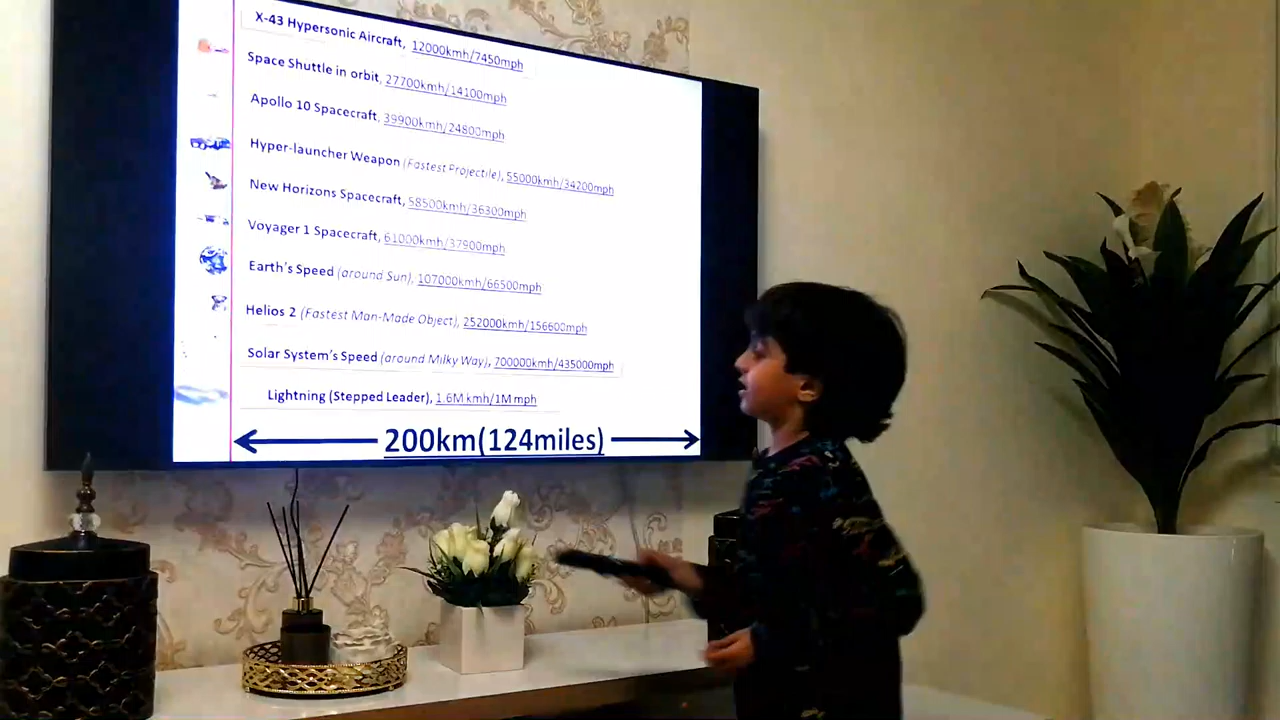 X-43 Hypersonic Aircraft, 12000kmh/7450mph
Space Shuttle in orbit, 27700kmh/14100mph
Apollo 10 Spacecraft, 39900kmh/24800mph
Hyper-launcher Weapon (Fastest Projectile), 55000kmh/34200mph
New Horizons Spacecraft, 58500kmh/36300mph
Voyager 1 Spacecraft, 61000kmh/37900mph
Earth's Speed (around Sun), 107000kmh/66500mph
Helios 2 (Fastest Man-Made Object), 252000kmh/156600mph
Solar System's Speed (around Milky Way), 700000kmh/435000mph
Lightning (Stepped Leader), 1.6M kmh/1M mph
200km(124miles)